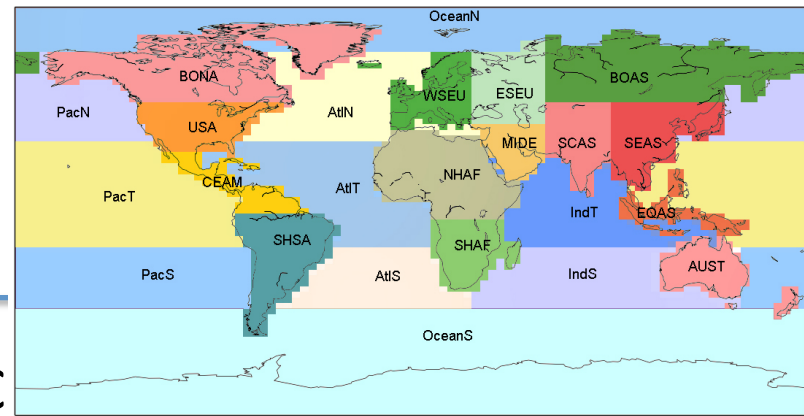 OceanN
BONA
BOAS
WSEU
ESEU
PacN
AtlN
USA
MIDE
SCAS
SEAS
CEAM
NHAF
PacT
AtlT
IndT
EQAS
SHSA
SHAF
PacS
AtlS
IndS
AUST
OceanS